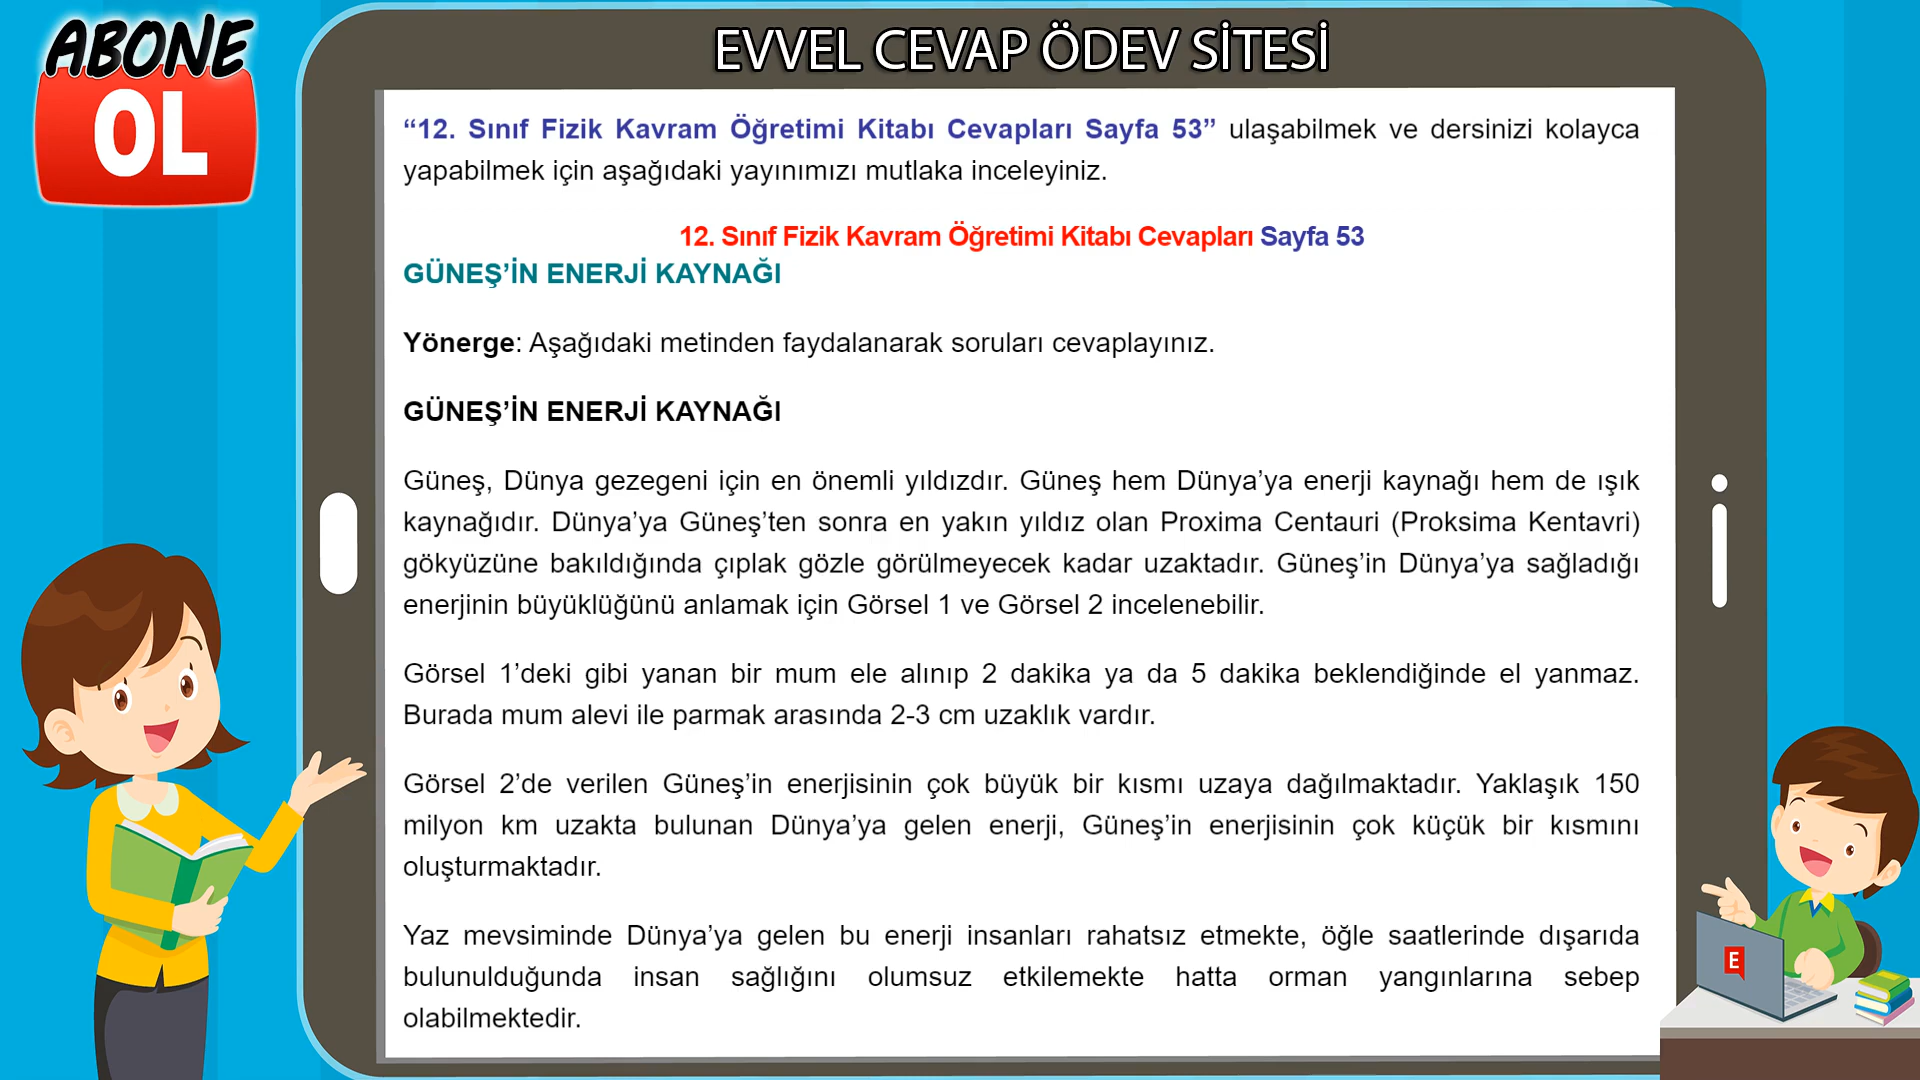 ABONE
OL
EVVEL CEVAP ÖDEV SİTESİ
“12. Sınıf Fizik Kavram Öğretimi Kitabı Cevapları Sayfa 53” ulaşabilmek ve dersinizi kolayca
yapabilmek için aşağıdaki yayınımızı mutlaka inceleyiniz.
12. Sınıf Fizik Kavram Öğretimi Kitabı Cevapları Sayfa 53
GÜNEŞ’İN ENERJİ KAYNAĞI
Yönerge: Aşağıdaki metinden faydalanarak soruları cevaplayınız.
GÜNEŞ’İN ENERJİ KAYNAĞI
Güneş, Dünya gezegeni için en önemli yıldızdır. Güneş hem Dünya’ya enerji kaynağı hem de ışık
kaynağıdır. Dünya’ya Güneş’ten sonra en yakın yıldız olan Proxima Centauri (Proksima Kentavri)
gökyüzüne bakıldığında çıplak gözle görülmeyecek kadar uzaktadır. Güneş’in Dünya’ya sağladığı
enerjinin büyüklüğünü anlamak için Görsel 1 ve Görsel 2 incelenebilir.
Görsel 1’deki gibi yanan bir mum ele alınıp 2 dakika ya da 5 dakika beklendiğinde el yanmaz.
Burada mum alevi ile parmak arasında 2-3 cm uzaklık vardır.
Görsel 2’de verilen Güneş’in enerjisinin çok büyük bir kısmı uzaya dağılmaktadır. Yaklaşık 150
milyon km uzakta bulunan Dünya’ya gelen enerji, Güneş’in enerjisinin çok küçük bir kısmını
oluşturmaktadır.
Yaz mevsiminde Dünya’ya gelen bu enerji insanları rahatsız etmekte, öğle saatlerinde dışarıda
bulunulduğunda insan sağlığını olumsuz etkilemekte hatta orman yangınlarına sebep
olabilmektedir.
E